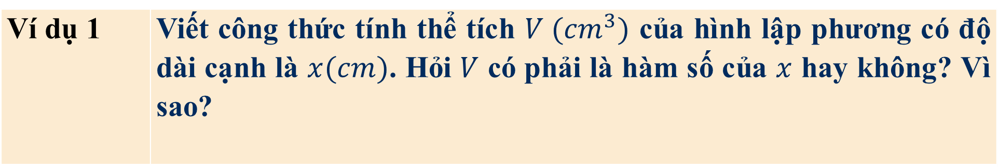 Ví dụ 1
Viết công thức tính thể tích V (cm³) của hình lập phương có độ
dài cạnh là x(cm). Hỏi V có phải là hàm số của x hay không? Vì
sao?